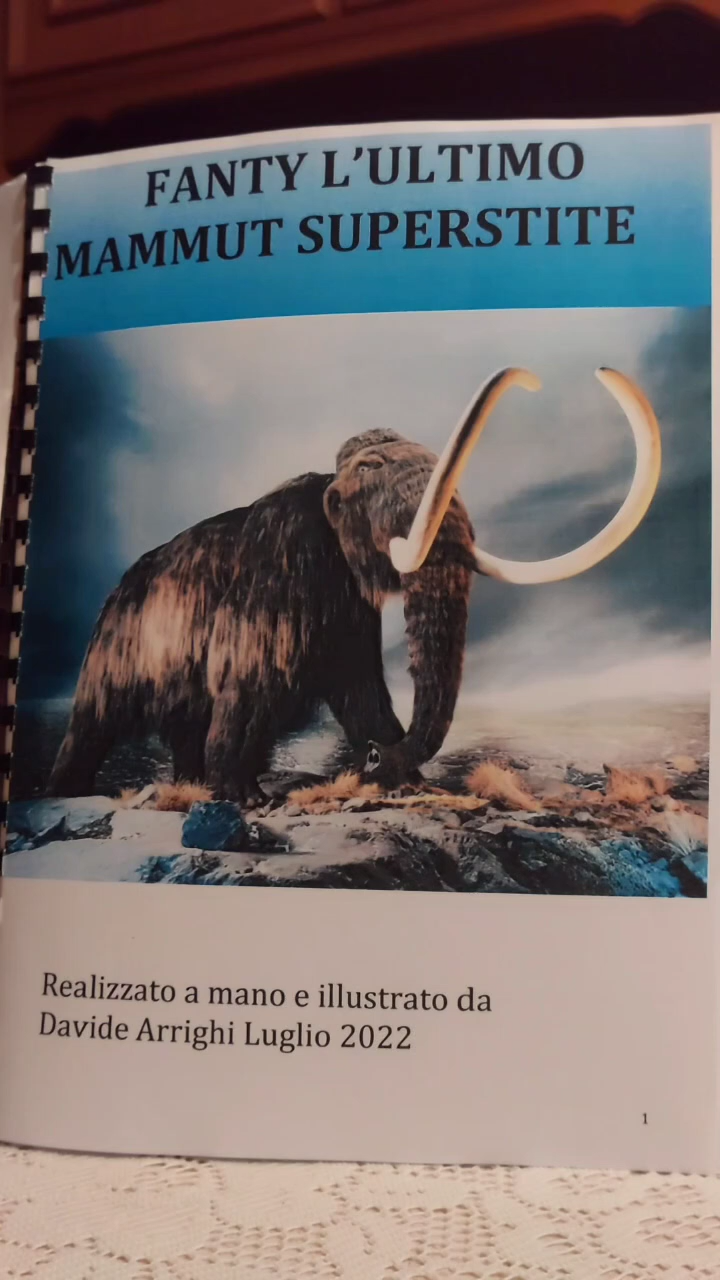 FANTY L'ULTIMO
MAMMUT SUPERSTITE
Realizzato a mano e illustrato da
Davide Arrighi Luglio 2022
1